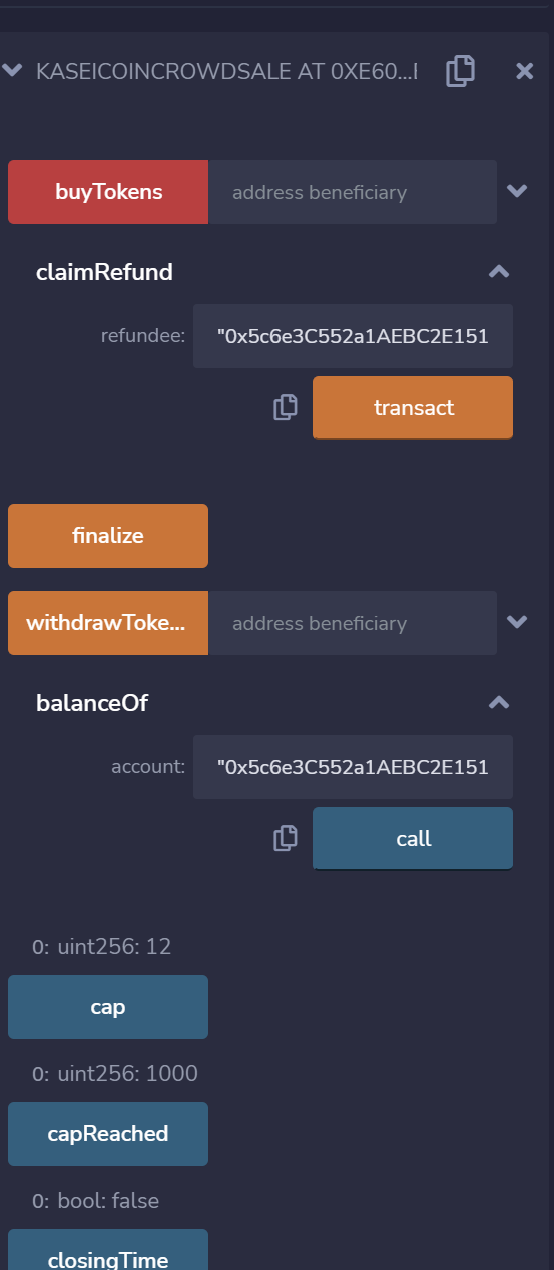 KASEICOINCROWDSALE AT 0XE60...
buyTokens address beneficiary
claimRefund
refundee: "0x5c6e3C552a1AEBC2E151
transact
finalize
withdrawToke... address beneficiary
balanceOf
account: "0x5c6e3C552a1AEBC2E151
call
0: uint256: 12
cap
0: uint256: 1000
capReached
0: bool: false
closingTime